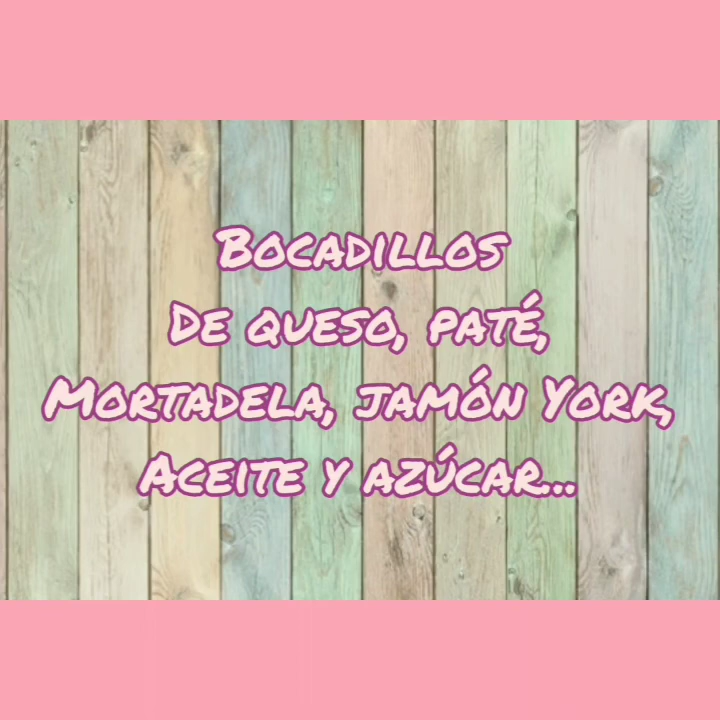 Bocadillos
De queso, paté,
Mortadela, jamón York,
Aceite y azúcar...